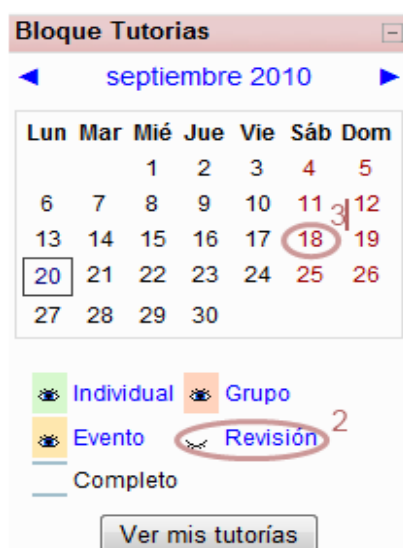 Bloque Tutorias
septiembre 2010
Lun Mar Mié Jue Vie Sáb Dom
1 2 3 4 5
6 7 8 9 10 11 12
3
13 14 15 16 17 18 19
20 21 22 23 24 25 26
27 28 29 30
Individual Grupo
Evento Revisión 2
Completo
Ver mis tutorías